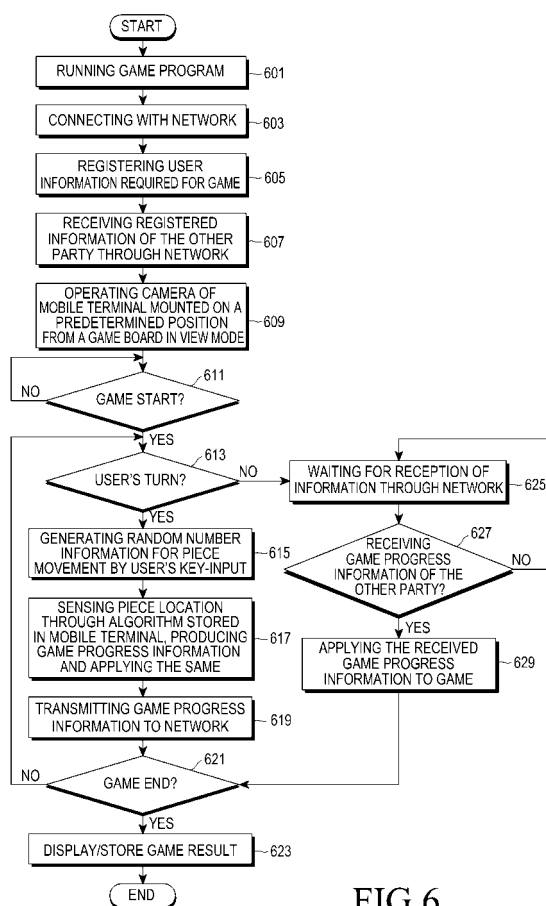 START
RUNNING GAME PROGRAM
601
CONNECTING WITH NETWORK
603
REGISTERING USER
INFORMATION REQUIRED FOR GAME
605
RECEIVING REGISTERED
INFORMATION OF THE OTHER
PARTY THROUGH NETWORK
607
OPERATING CAMERA OF
MOBILE TERMINAL MOUNTED ON A
PREDETERMINED POSITION
FROM A GAME BOARD IN VIEW MODE
609
611
NO
GAME START?
YES
613
USER'S TURN?
NO
YES
GENERATING RANDOM NUMBER
INFORMATION FOR PIECE
MOVEMENT BY USER'S KEY-INPUT
615
SENSING PIECE LOCATION
THROUGH ALGORITHM STORED
IN MOBILE TERMINAL, PRODUCING
GAME PROGRESS INFORMATION
AND APPLYING THE SAME
617
TRANSMITTING GAME PROGRESS
INFORMATION TO NETWORK
619
621
NO
GAME END?
YES
DISPLAY/STORE GAME RESULT
623
END
WAITING FOR RECEPTION OF
INFORMATION THROUGH NETWORK
625
627
RECEIVING
GAME PROGRESS
INFORMATION OF THE
OTHER PARTY?
NO
YES
APPLYING THE RECEIVED
GAME PROGRESS
INFORMATION TO GAME
629
FIG.6